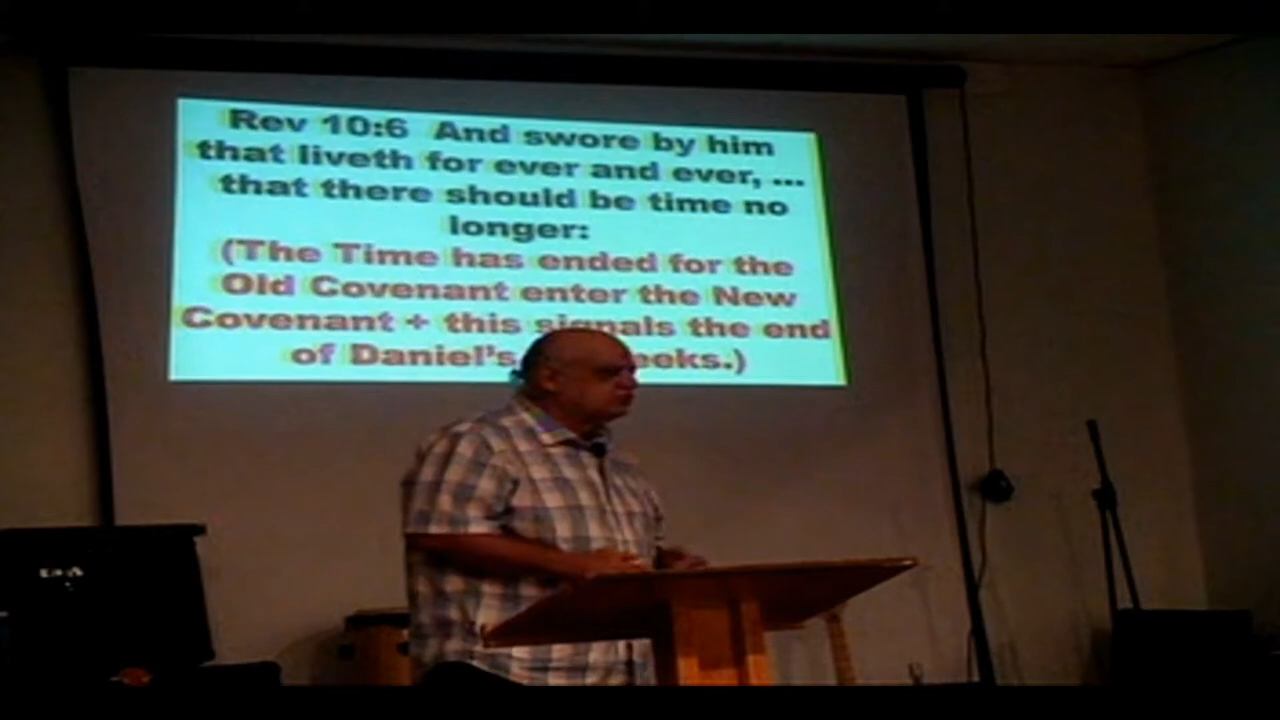 Rev 10:6 And swore by him
that liveth for ever and ever, ...
that there should be time no
longer:
(The Time has ended for the
Old Covenant enter the New
Covenant + this signals the end
of Daniel's